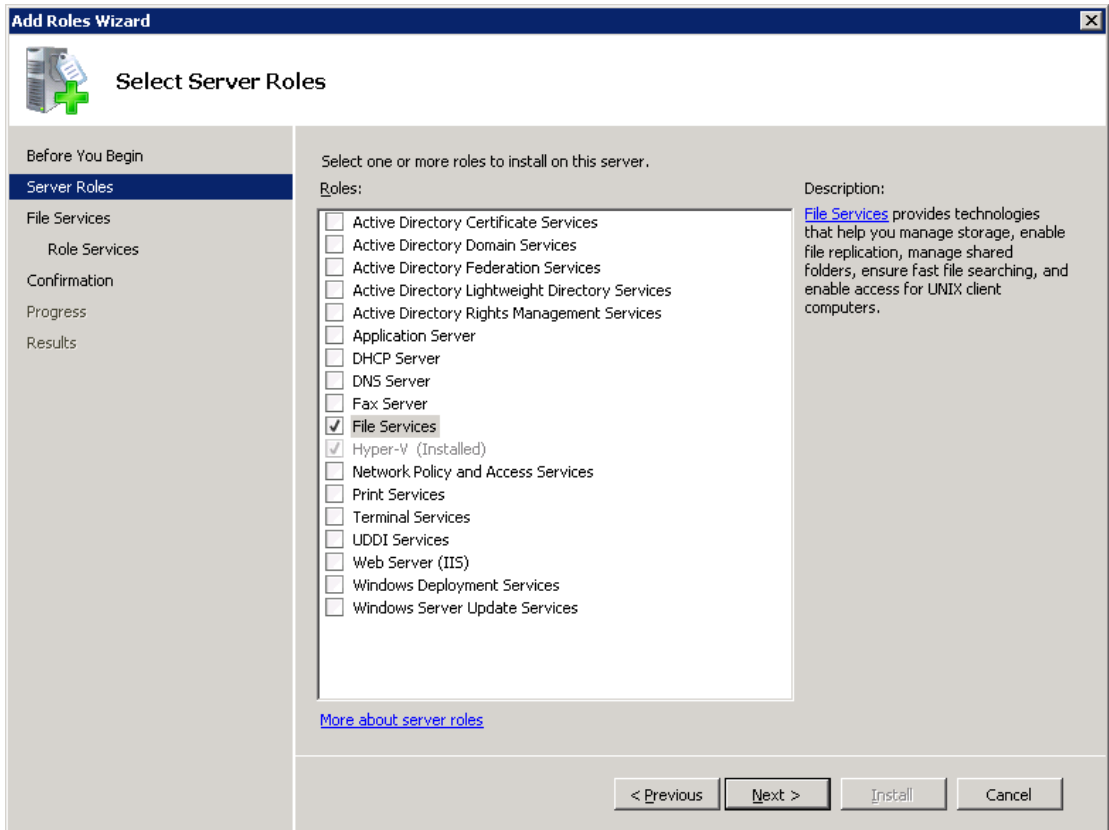 Add Roles Wizard
Select Server Roles
Before You Begin
Server Roles
File Services
Role Services
Confirmation
Progress
Results
Select one or more roles to install on this server.
Roles:
Active Directory Certificate Services
Active Directory Domain Services
Active Directory Federation Services
Active Directory Lightweight Directory Services
Active Directory Rights Management Services
Application Server
DHCP Server
DNS Server
Fax Server
File Services
Hyper-V (Installed)
Network Policy and Access Services
Print Services
Terminal Services
UDDI Services
Web Server (IIS)
Windows Deployment Services
Windows Server Update Services
More about server roles
Description:
File Services provides technologies
that help you manage storage, enable
file replication, manage shared
folders, ensure fast file searching, and
enable access for UNIX client
computers.
< Previous
Next >
Install
Cancel